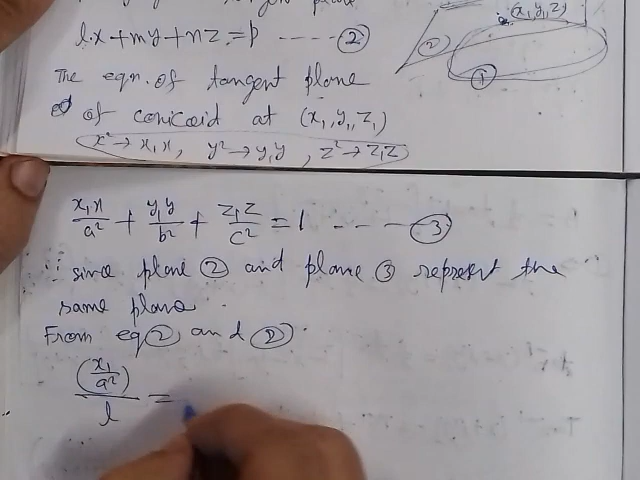 (x₁, y₁, z₁)
lx + my + nz = p ----- ②
②
①
The eqn. of tangent plane
of conicoid at (x₁, y₁, z₁)
x² → x₁x, y² → y₁y, z² → z₁z
x₁x/a² + y₁y/b² + z₁z/c² = 1 ---- ③
∵ since plane ② and plane ③ represent the
same plane.
From eq ② and
(x₁/a²)/l =